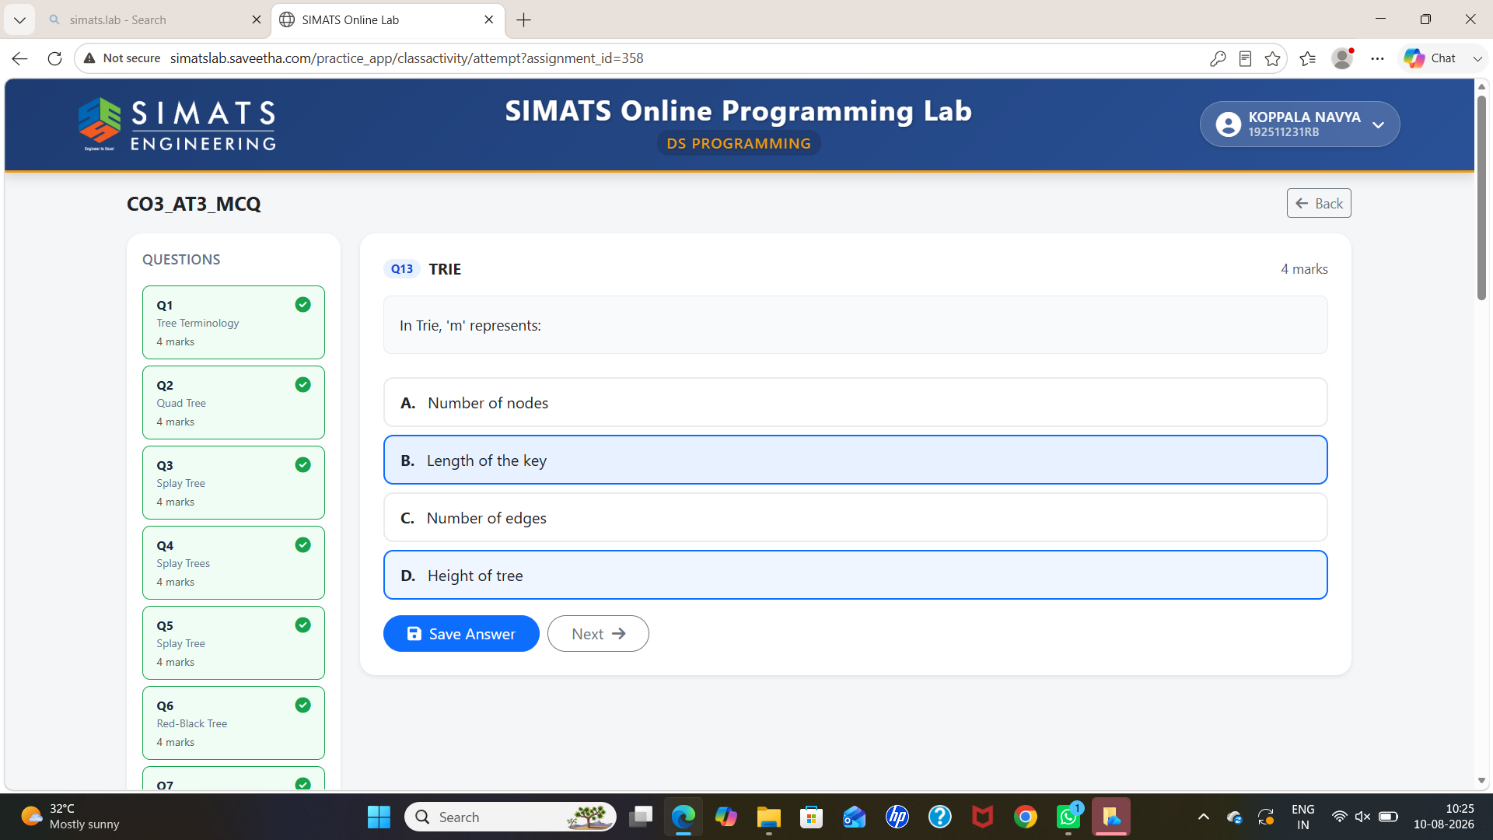 simats.lab - Search
SIMATS Online Lab
Not secure
simatslab.saveetha.com/practice_app/classactivity/attempt?assignment_id=358
Chat
SIMATS
ENGINEERING
Engineer to Excel
SIMATS Online Programming Lab
DS PROGRAMMING
KOPPALA NAVYA
192511231RB
CO3_AT3_MCQ
Back
QUESTIONS
Q1
Tree Terminology
4 marks
Q2
Quad Tree
4 marks
Q3
Splay Tree
4 marks
Q4
Splay Trees
4 marks
Q5
Splay Tree
4 marks
Q6
Red-Black Tree
4 marks
Q7
Q13 TRIE
4 marks
In Trie, 'm' represents:
A. Number of nodes
B. Length of the key
C. Number of edges
D. Height of tree
Save Answer
Next
32°C
Mostly sunny
Search
hp
1
ENG
IN
10:25
10-08-2026